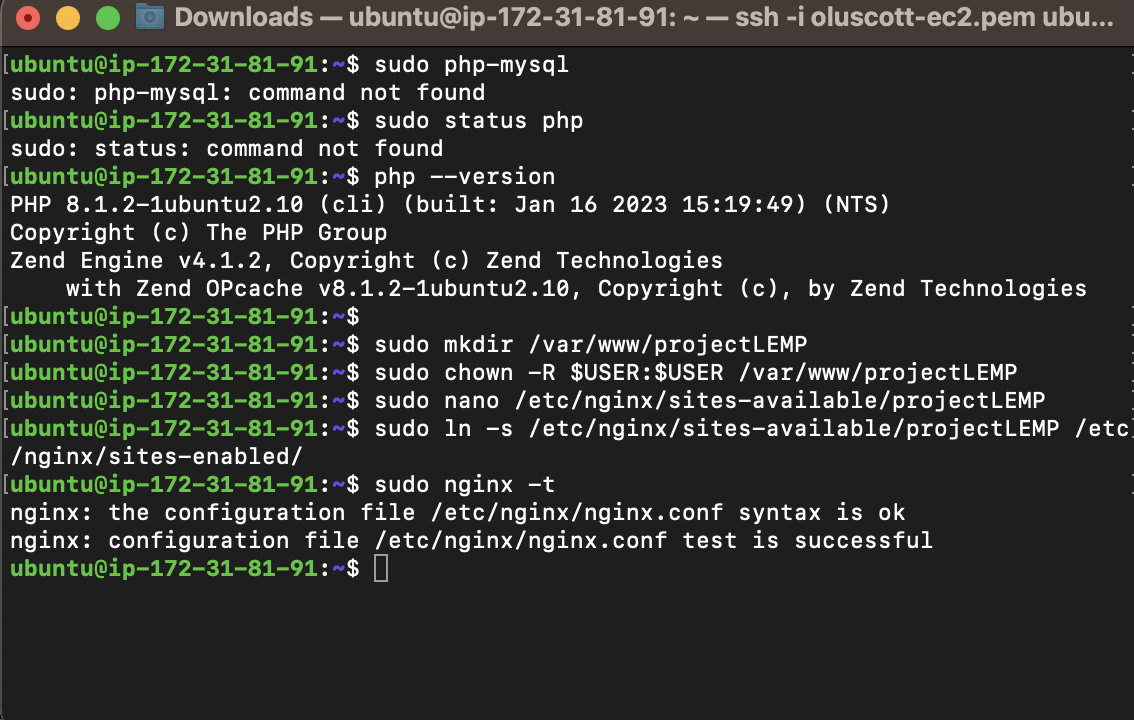 Downloads — ubuntu@ip-172-31-81-91: ~ — ssh -i oluscott-ec2.pem ubu...
[ubuntu@ip-172-31-81-91:~$ sudo php-mysql
sudo: php-mysql: command not found
[ubuntu@ip-172-31-81-91:~$ sudo status php
sudo: status: command not found
[ubuntu@ip-172-31-81-91:~$ php --version
PHP 8.1.2-1ubuntu2.10 (cli) (built: Jan 16 2023 15:19:49) (NTS)
Copyright (c) The PHP Group
Zend Engine v4.1.2, Copyright (c) Zend Technologies
    with Zend OPcache v8.1.2-1ubuntu2.10, Copyright (c), by Zend Technologies
[ubuntu@ip-172-31-81-91:~$
[ubuntu@ip-172-31-81-91:~$ sudo mkdir /var/www/projectLEMP
[ubuntu@ip-172-31-81-91:~$ sudo chown -R $USER:$USER /var/www/projectLEMP
[ubuntu@ip-172-31-81-91:~$ sudo nano /etc/nginx/sites-available/projectLEMP
[ubuntu@ip-172-31-81-91:~$ sudo ln -s /etc/nginx/sites-available/projectLEMP /etc]
/nginx/sites-enabled/
[ubuntu@ip-172-31-81-91:~$ sudo nginx -t
nginx: the configuration file /etc/nginx/nginx.conf syntax is ok
nginx: configuration file /etc/nginx/nginx.conf test is successful
ubuntu@ip-172-31-81-91:~$